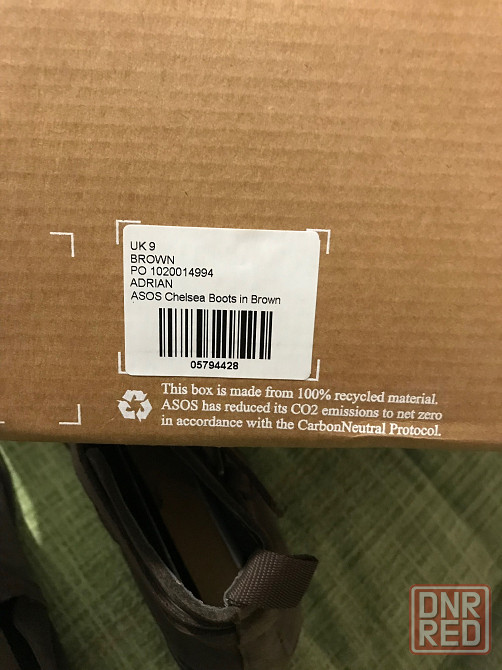 UK 9
BROWN
PO 1020014994
ADRIAN
ASOS Chelsea Boots in Brown
05794428
This box is made from 100% recycled material.
ASOS has reduced its CO2 emissions to net zero
in accordance with the CarbonNeutral Protocol.
DNR
RED